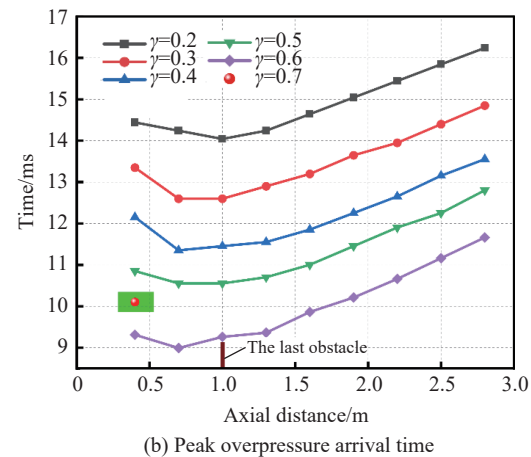 17
16
15
14
13
12
11
10
9
Time/ms
γ=0.2 γ=0.5
γ=0.3 γ=0.6
γ=0.4 γ=0.7
The last obstacle
0 0.5 1.0 1.5 2.0 2.5 3.0
Axial distance/m
(b) Peak overpressure arrival time